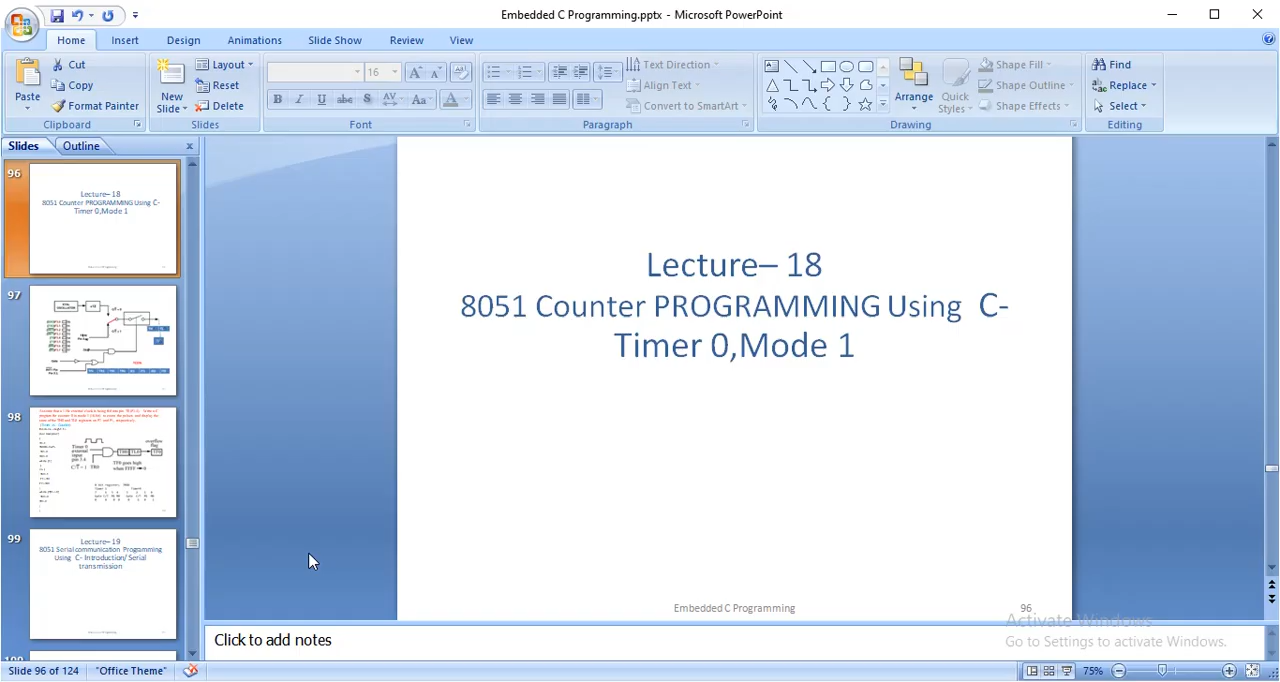 Embedded C Programming.pptx - Microsoft PowerPoint
Home Insert Design Animations Slide Show Review View
Paste Cut Copy Format Painter Clipboard
New Slide Layout Reset Delete Slides
16 B I U abc S AV Aa A Font
Text Direction Align Text Convert to SmartArt Paragraph
Arrange Quick Styles Shape Fill Shape Outline Shape Effects Drawing
Find Replace Select Editing
Slides Outline x
96
Lecture– 18
8051 Counter PROGRAMMING Using C-
Timer 0,Mode 1
97
98
99
Lecture– 19
8051 Serial communication Programming
Using C- Introduction/ Serial
transmission
Lecture– 18
8051 Counter PROGRAMMING Using C-
Timer 0,Mode 1
Embedded C Programming 96
Activate Windows
Go to Settings to activate Windows.
Click to add notes
Slide 96 of 124 "Office Theme" 75%